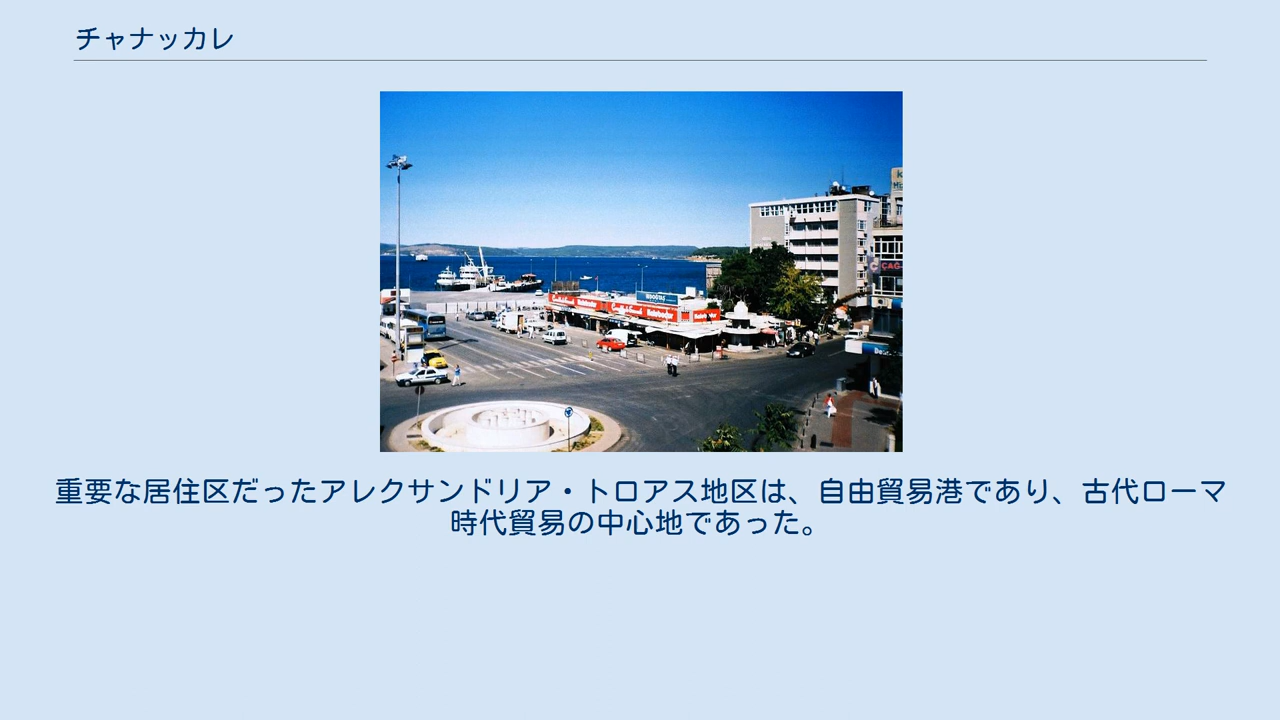 チャナッカレ
重要な居住区だったアレクサンドリア・トロアス地区は、自由貿易港であり、古代ローマ
時代貿易の中心地であった。